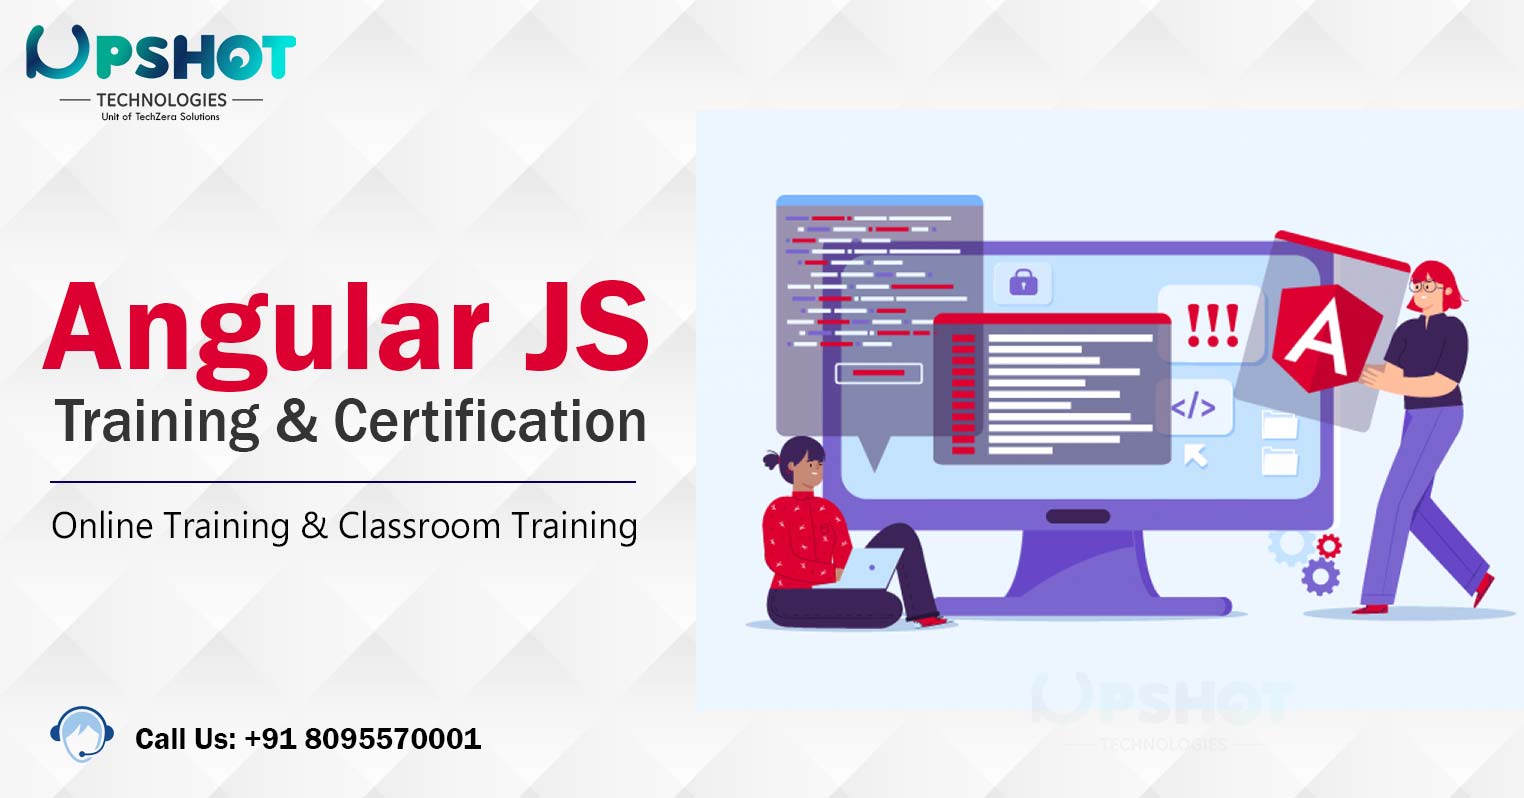 UPSHOT
TECHNOLOGIES
Unit of TechZera Solutions
Angular JS
Training & Certification
Online Training & Classroom Training
!!!
A
</>
Call Us: +91 8095570001
UPSHOT
TECHNOLOGIES